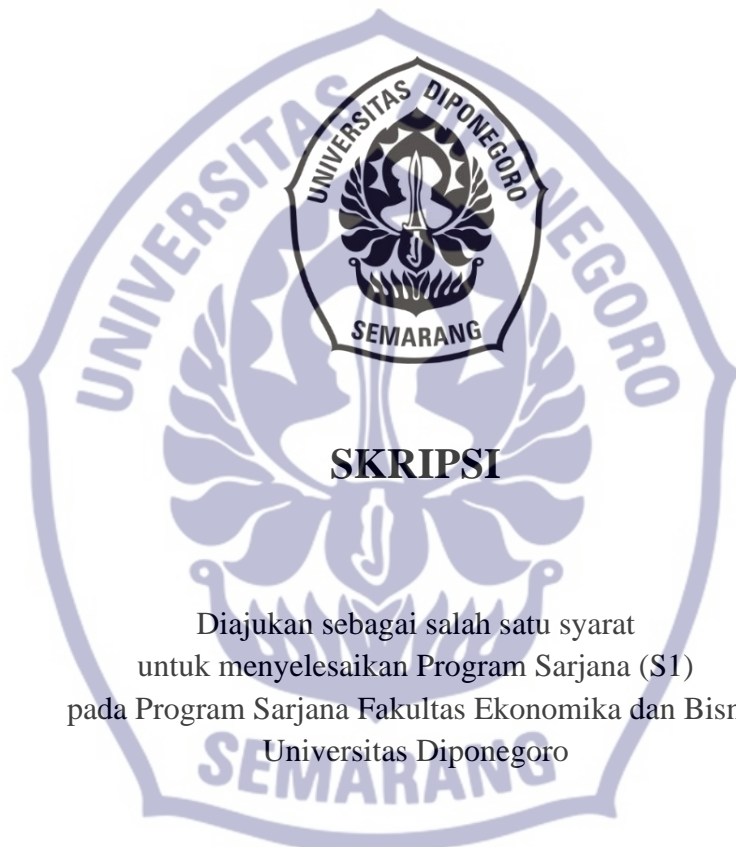 UNIVERSITAS DIPONEGORO
SEMARANG
UNIVERSITAS DIPONEGORO
SEMARANG
SKRIPSI
Diajukan sebagai salah satu syarat
untuk menyelesaikan Program Sarjana (S1)
pada Program Sarjana Fakultas Ekonomika dan Bisn
Universitas Diponegoro